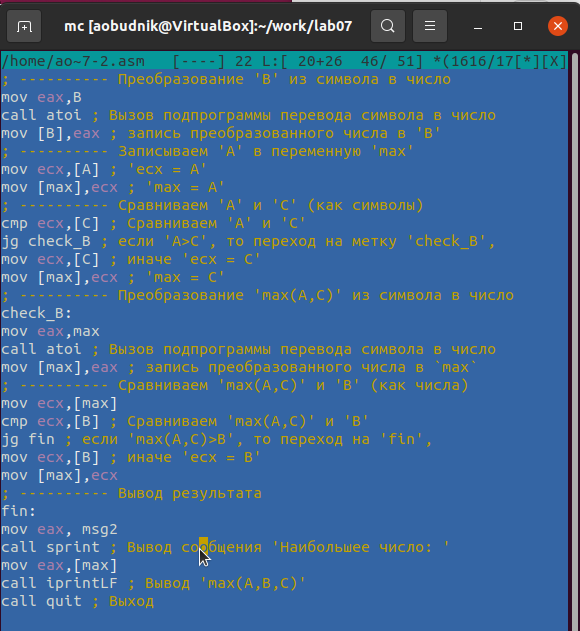 mc [aobudnik@VirtualBox]:~/work/lab07
/home/ao~7-2.asm   [----] 22 L:[ 20+26  46/ 51] *(1616/17[*][X]
; ---------- Преобразование 'B' из символа в число
mov eax,B
call atoi ; Вызов подпрограммы перевода символа в число
mov [B],eax ; запись преобразованного числа в 'B'
; ---------- Записываем 'A' в переменную 'max'
mov ecx,[A] ; 'ecx = A'
mov [max],ecx ; 'max = A'
; ---------- Сравниваем 'A' и 'C' (как символы)
cmp ecx,[C] ; Сравниваем 'A' и 'C'
jg check_B ; если 'A>C', то переход на метку 'check_B',
mov ecx,[C] ; иначе 'ecx = C'
mov [max],ecx ; 'max = C'
; ---------- Преобразование 'max(A,C)' из символа в число
check_B:
mov eax,max
call atoi ; Вызов подпрограммы перевода символа в число
mov [max],eax ; запись преобразованного числа в `max`
; ---------- Сравниваем 'max(A,C)' и 'B' (как числа)
mov ecx,[max]
cmp ecx,[B] ; Сравниваем 'max(A,C)' и 'B'
jg fin ; если 'max(A,C)>B', то переход на 'fin',
mov ecx,[B] ; иначе 'ecx = B'
mov [max],ecx
; ---------- Вывод результата
fin:
mov eax, msg2
call sprint ; Вывод сообщения 'Наибольшее число: '
mov eax,[max]
call iprintLF ; Вывод 'max(A,B,C)'
call quit ; Выход